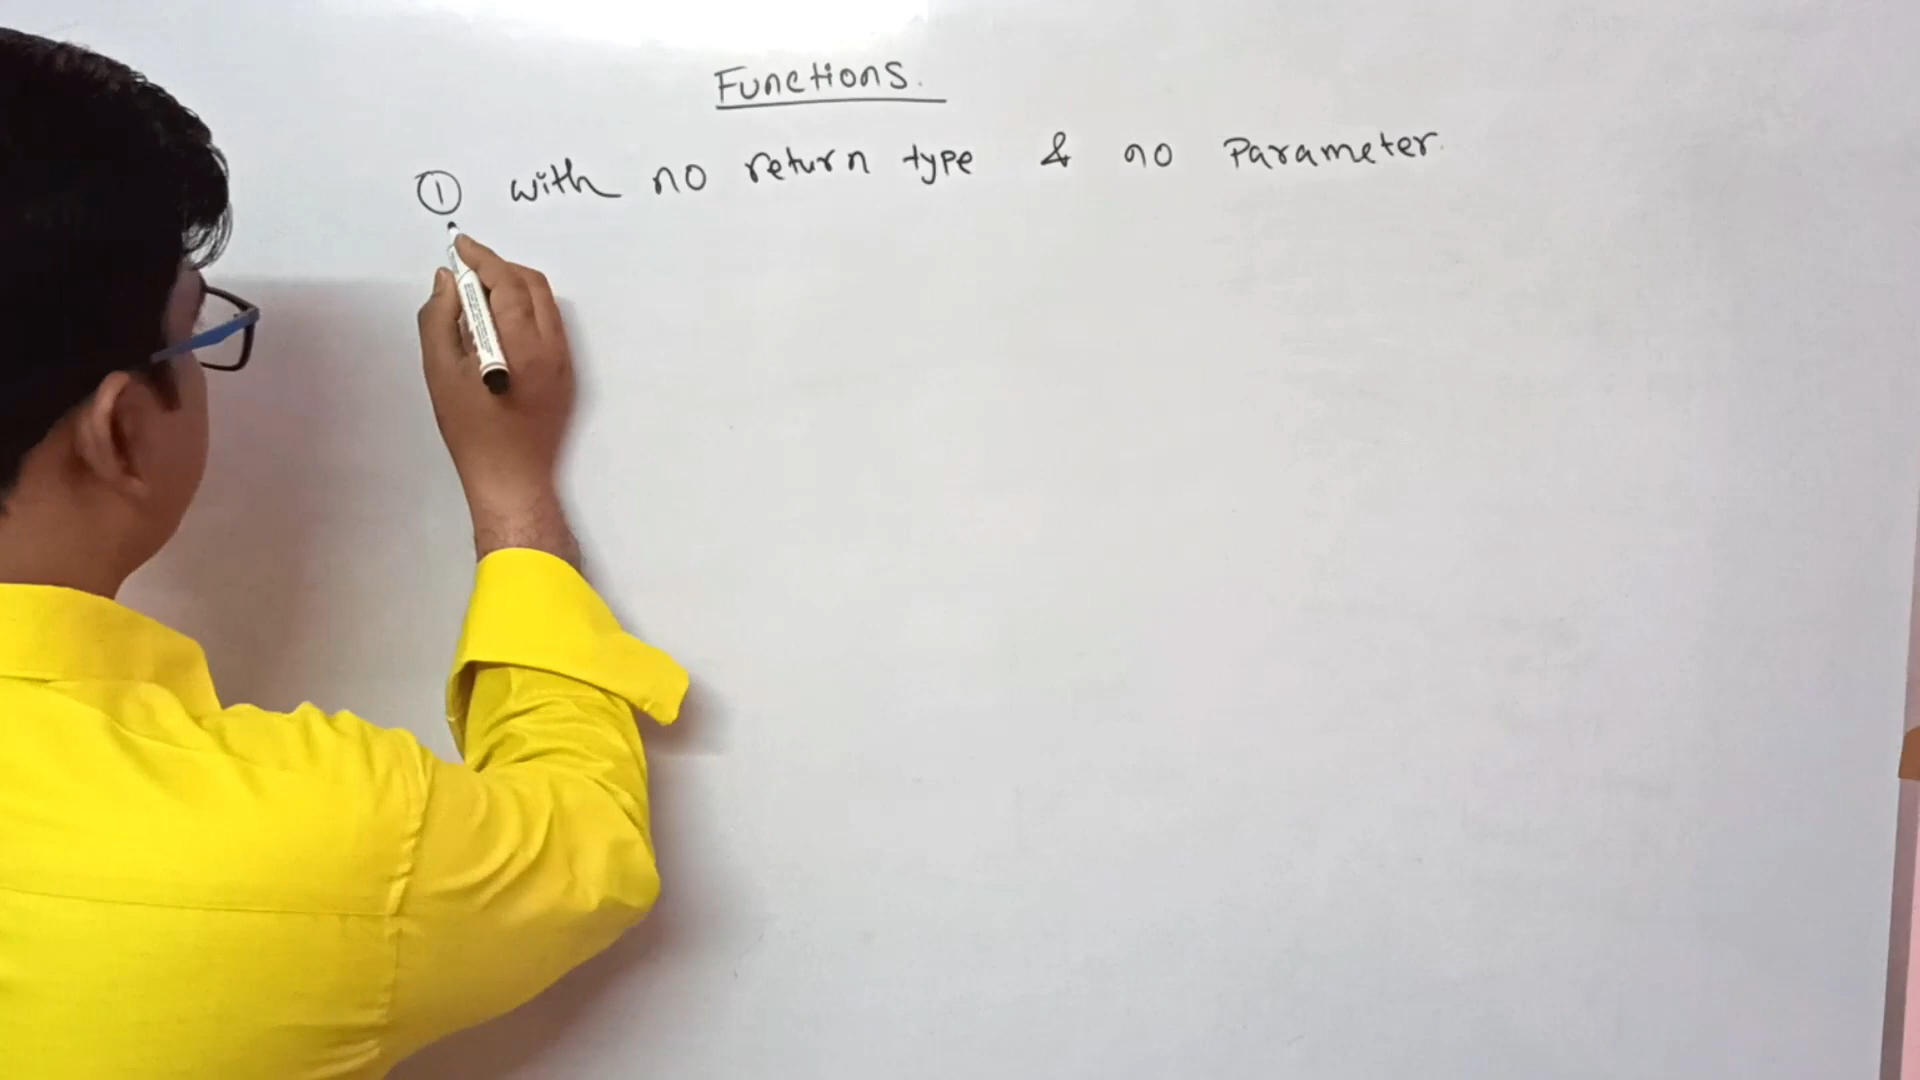 Functions.
① with no return type & no Parameter.